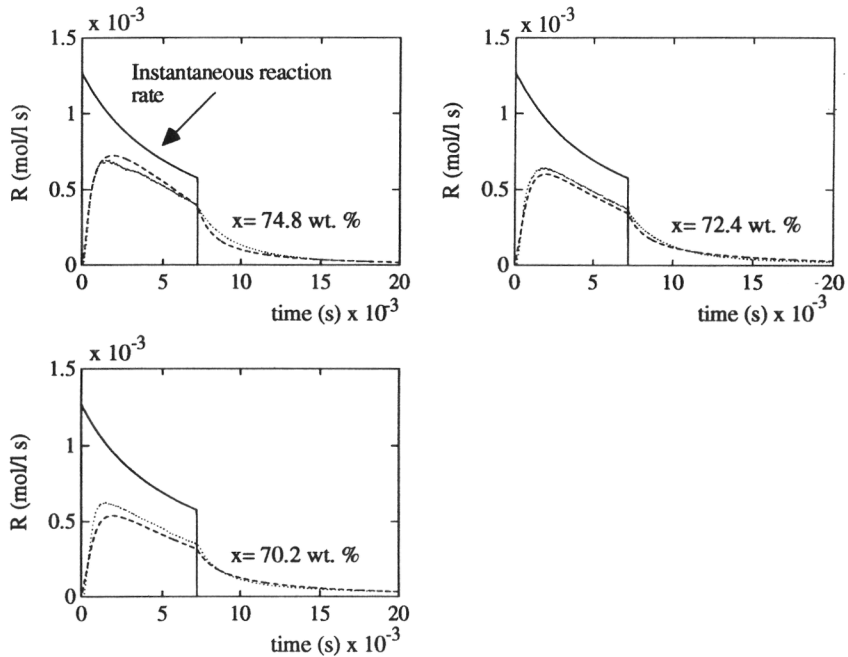 x 10-3
1.5
1
0.5
0
R (mol/l s)
Instantaneous reaction
rate
x= 74.8 wt. %
0 5 10 15 20
time (s) x 10-3
x 10-3
1.5
1
0.5
0
R (mol/l s)
x= 72.4 wt. %
0 5 10 15 20
time (s) x 10-3
x 10-3
1.5
1
0.5
0
R (mol/l s)
x= 70.2 wt. %
0 5 10 15 20
time (s) x 10-3